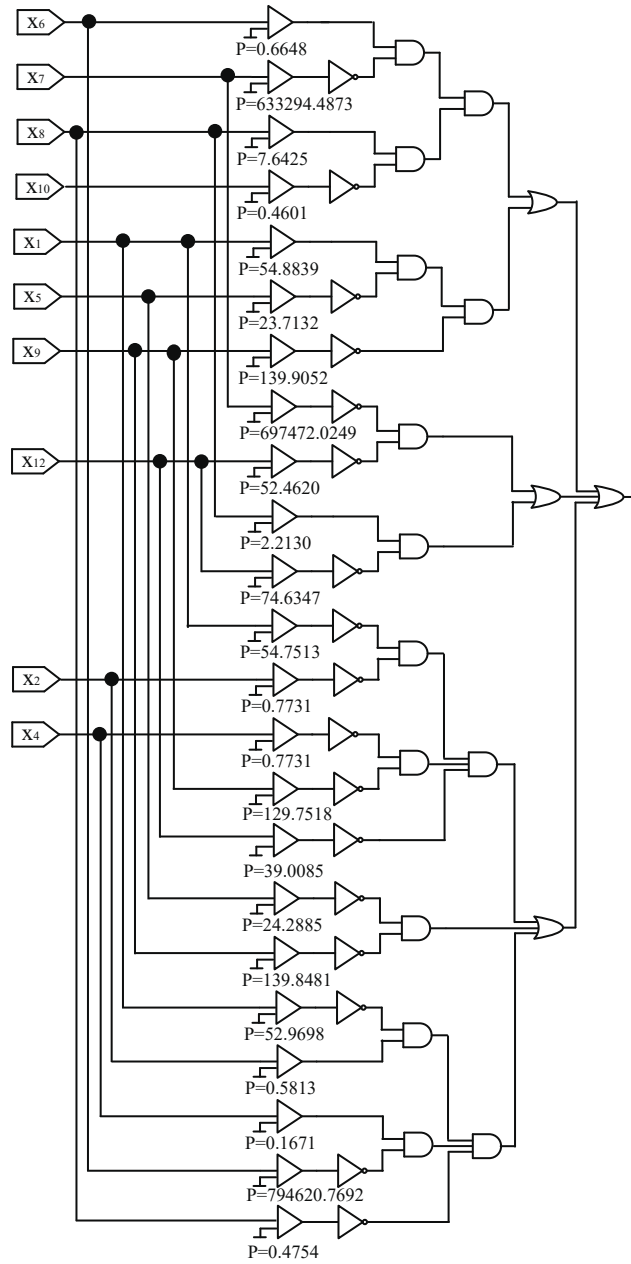 X6
P=0.6648
X7
P=633294.4873
X8
P=7.6425
X10
P=0.4601
X1
P=54.8839
X5
P=23.7132
X9
P=139.9052
P=697472.0249
X12
P=52.4620
P=2.2130
P=74.6347
P=54.7513
X2
P=0.7731
X4
P=0.7731
P=129.7518
P=39.0085
P=24.2885
P=139.8481
P=52.9698
P=0.5813
P=0.1671
P=794620.7692
P=0.4754